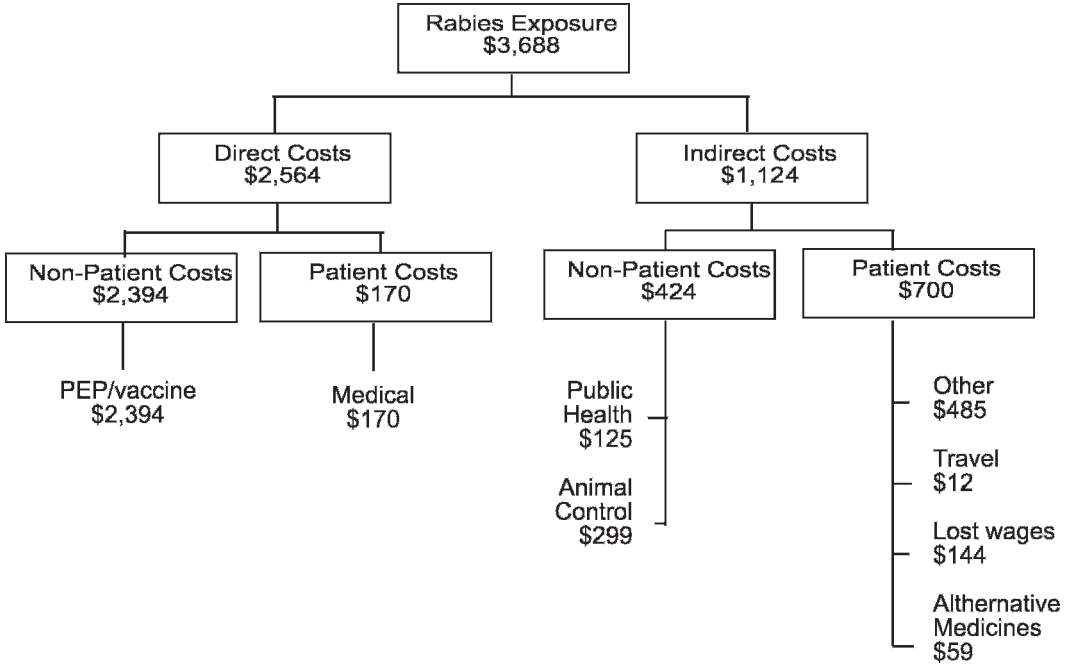 Rabies Exposure
$3,688
Direct Costs
$2,564
Indirect Costs
$1,124
Non-Patient Costs
$2,394
Patient Costs
$170
Non-Patient Costs
$424
Patient Costs
$700
PEP/vaccine
$2,394
Medical
$170
Public
Health
$125
Animal
Control
$299
Other
$485
Travel
$12
Lost wages
$144
Althernative
Medicines
$59